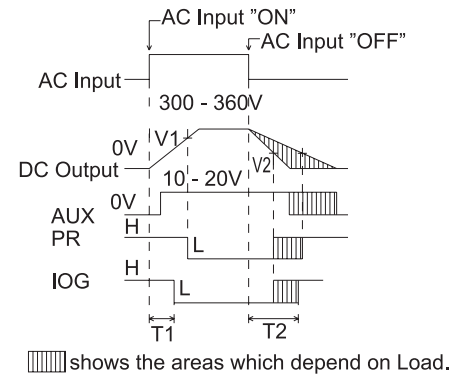 AC Input "ON"
AC Input "OFF"
AC Input
300 - 360V
0V
V1
V2
DC Output
10 - 20V
0V
AUX
H
PR
L
H
IOG
L
T1
T2
shows the areas which depend on Load.